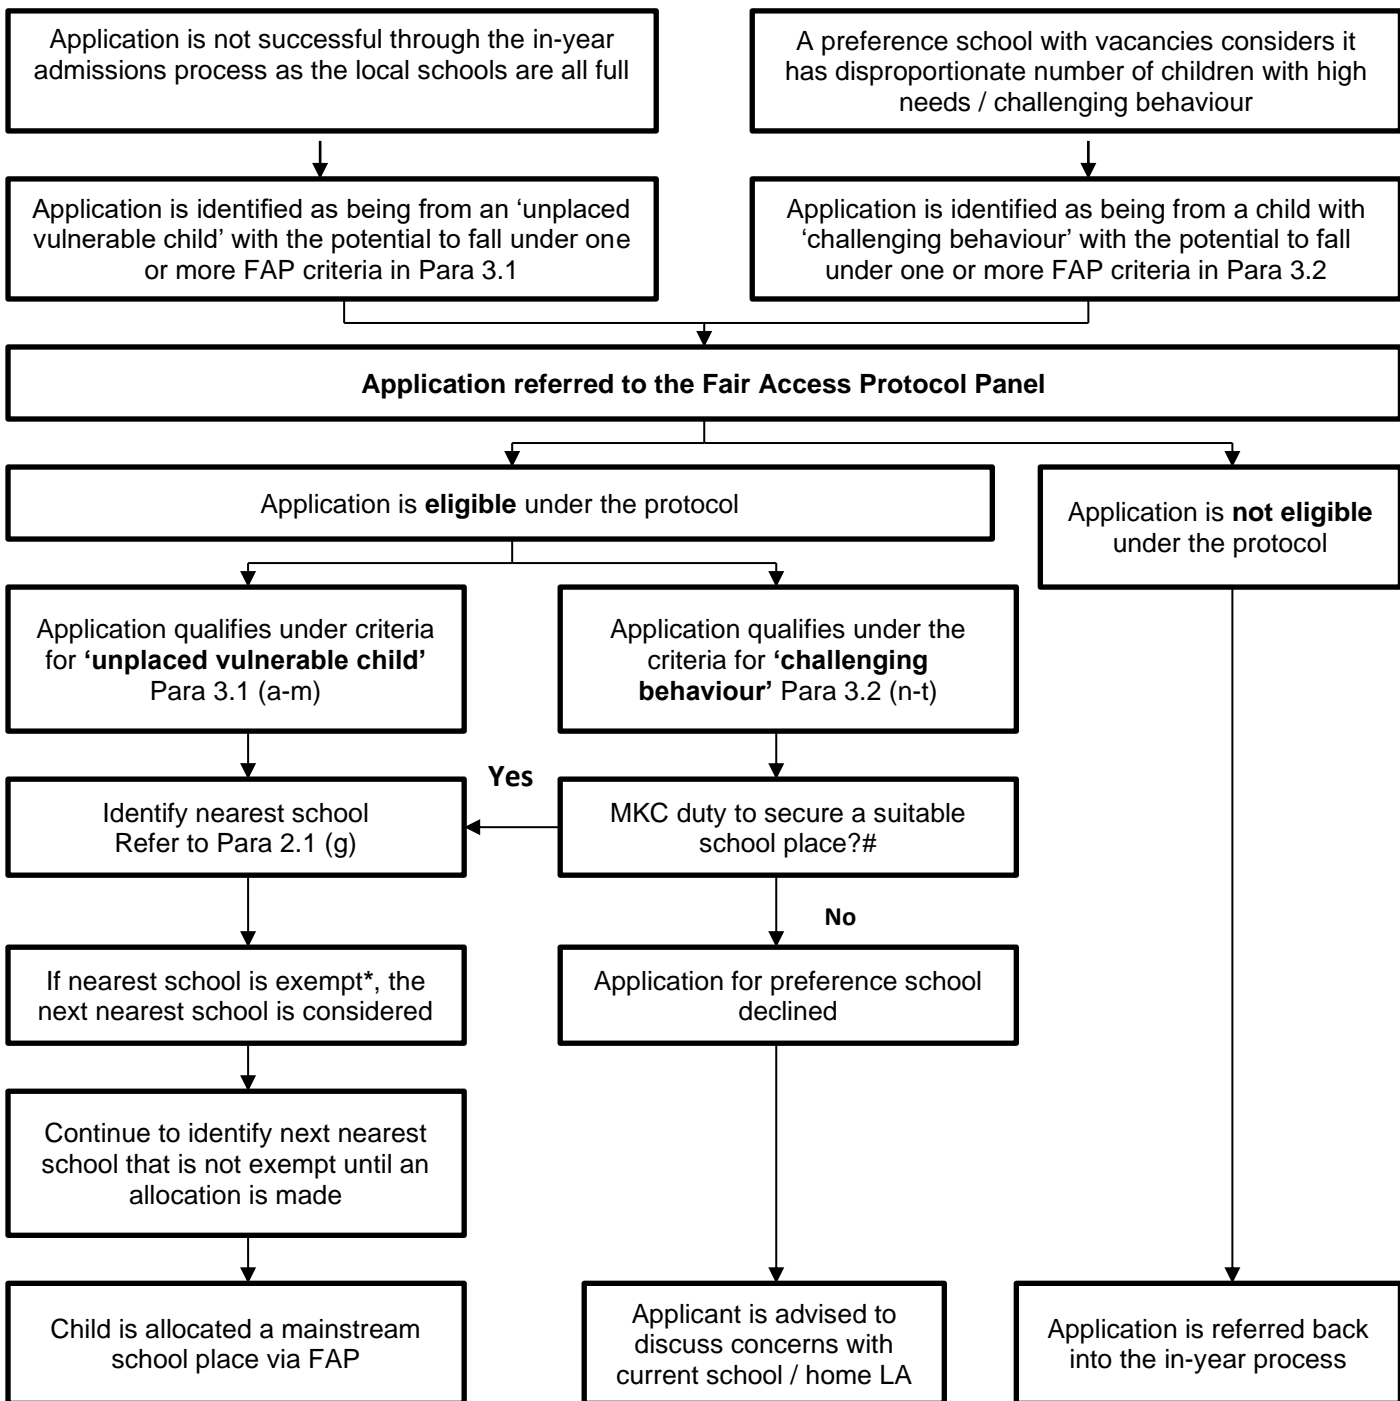 Application is not successful through the in-year
admissions process as the local schools are all full
A preference school with vacancies considers it
has disproportionate number of children with high
needs / challenging behaviour
Application is identified as being from an ‘unplaced
vulnerable child’ with the potential to fall under one
or more FAP criteria in Para 3.1
Application is identified as being from a child with
‘challenging behaviour’ with the potential to fall
under one or more FAP criteria in Para 3.2
Application referred to the Fair Access Protocol Panel
Application is eligible under the protocol
Application is not eligible
under the protocol
Application qualifies under criteria
for ‘unplaced vulnerable child’
Para 3.1 (a-m)
Application qualifies under the
criteria for ‘challenging
behaviour’ Para 3.2 (n-t)
Yes
Identify nearest school
Refer to Para 2.1 (g)
MKC duty to secure a suitable
school place?#
No
If nearest school is exempt*, the
next nearest school is considered
Application for preference school
declined
Continue to identify next nearest
school that is not exempt until an
allocation is made
Child is allocated a mainstream
school place via FAP
Applicant is advised to
discuss concerns with
current school / home LA
Application is referred back
into the in-year process